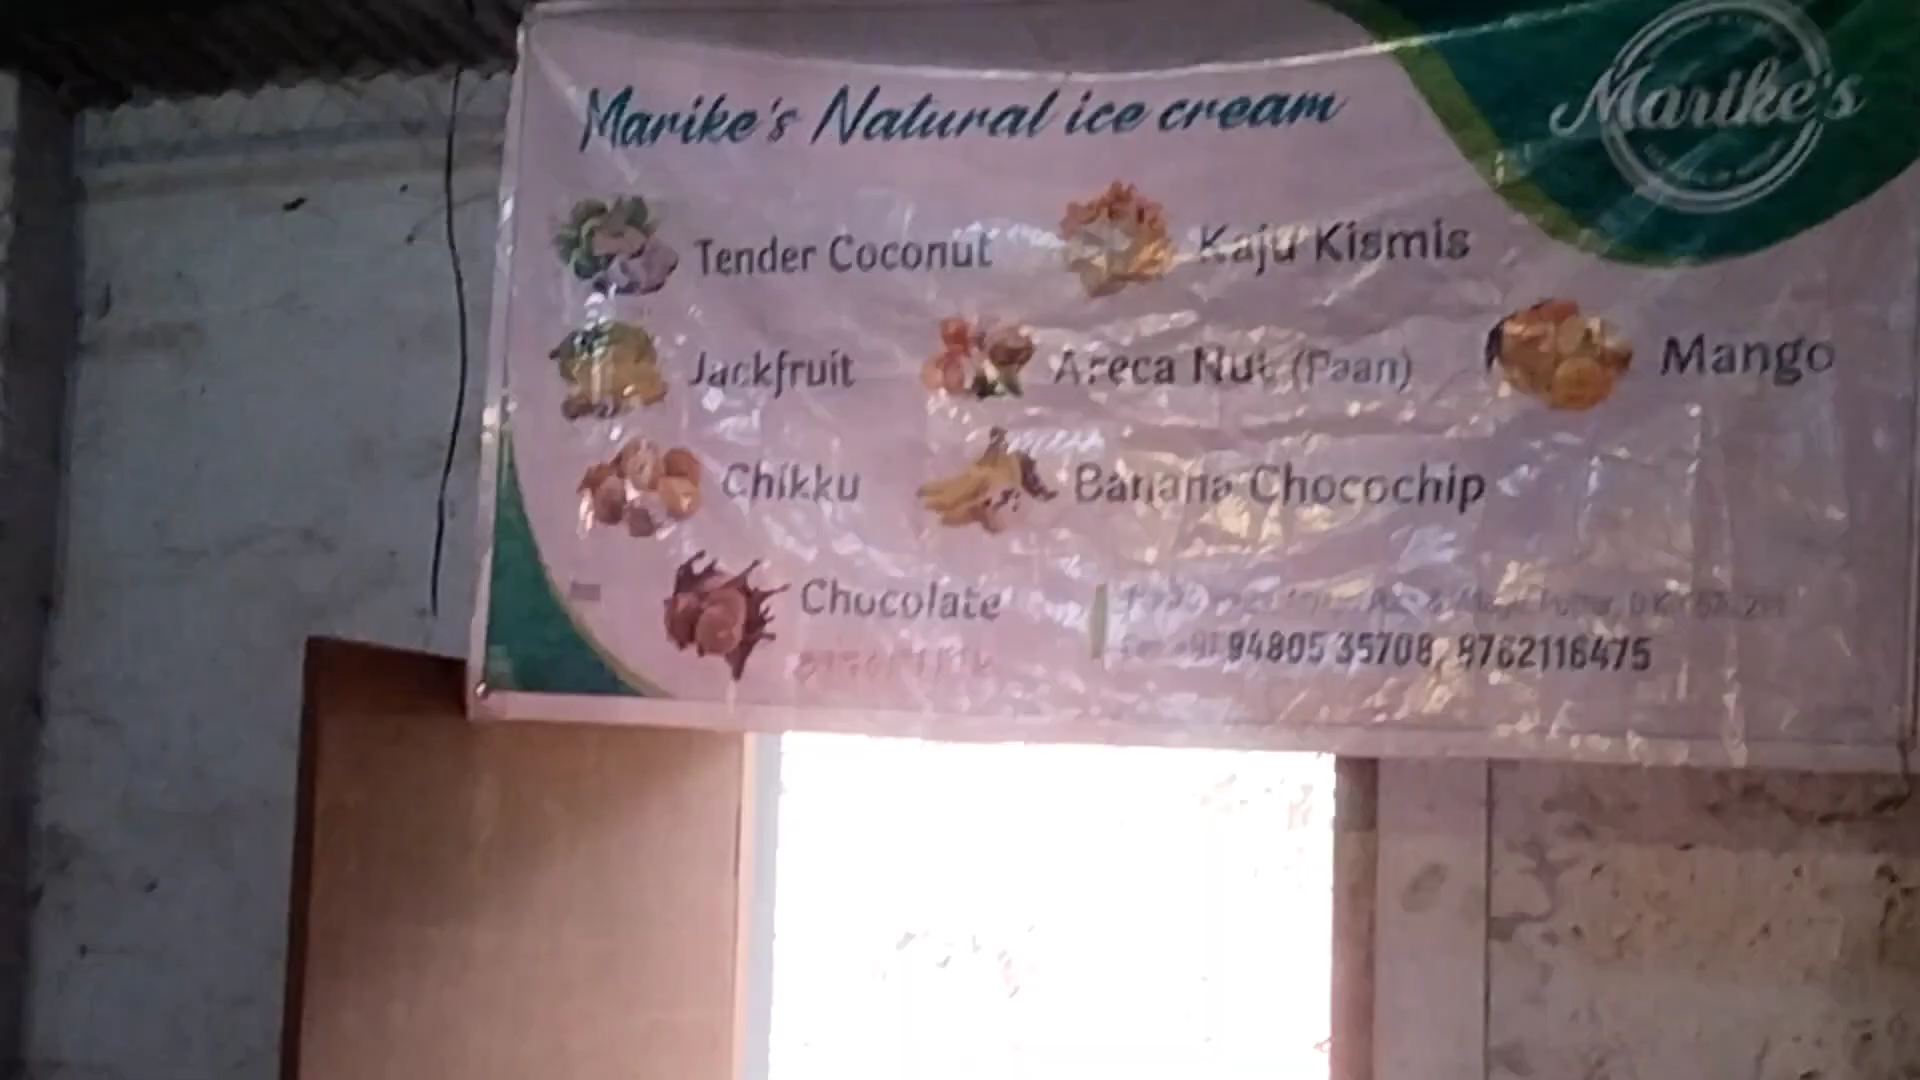 Marike's Natural ice cream
Marike's
Tender Coconut
Kaju Kismis
Jackfruit
Areca Nut (Paan)
Mango
Chikku
Banana Chocochip
Chocolate
94805 35708, 8762116475